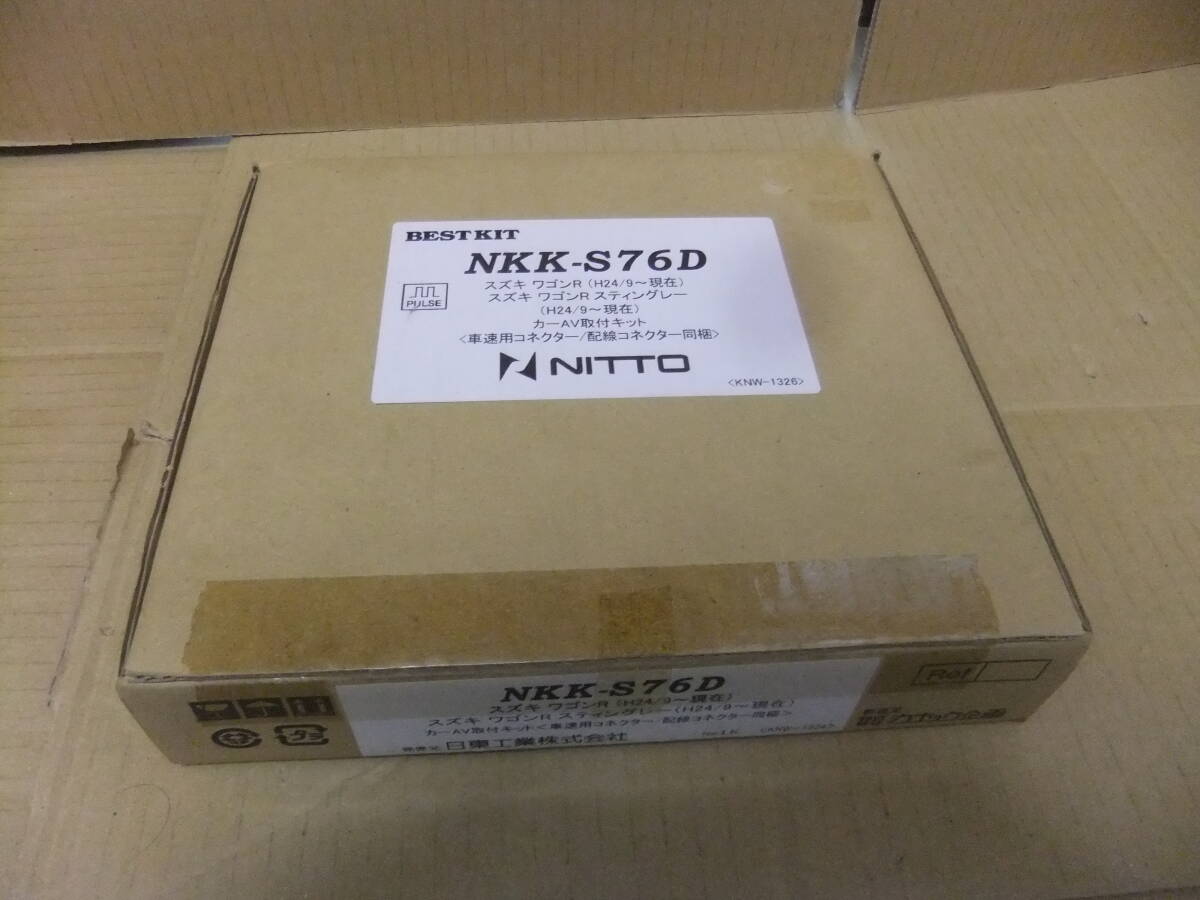 BESTKIT
NKK-S76D
PULSE
スズキ ワゴンR (H24/9～現在)
スズキ ワゴンR スティングレー
(H24/9～現在)
カーAV取付キット
<車速用コネクター/配線コネクター同梱>
NITTO
<KNW-1326>
NKK-S76D
スズキ ワゴンR (H24/9～現在)
スズキ ワゴンR スティングレー(H24/9～現在)
カーAV取付キット<車速用コネクター/配線コネクター同梱>
日東工業株式会社
Ref